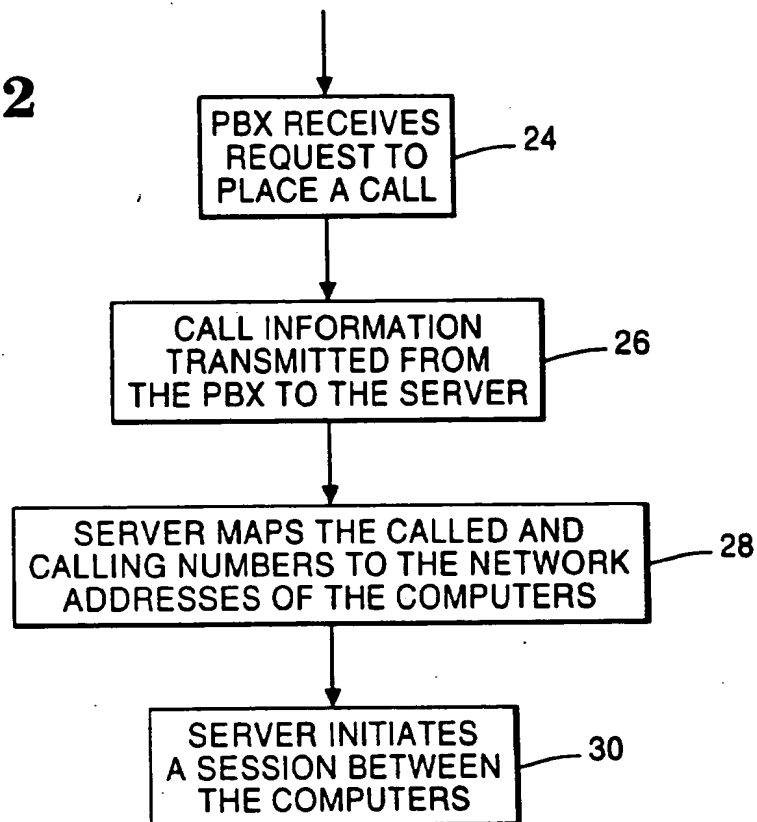 2
PBX RECEIVES
REQUEST TO
PLACE A CALL
24
CALL INFORMATION
TRANSMITTED FROM
THE PBX TO THE SERVER
26
SERVER MAPS THE CALLED AND
CALLING NUMBERS TO THE NETWORK
ADDRESSES OF THE COMPUTERS
28
SERVER INITIATES
A SESSION BETWEEN
THE COMPUTERS
30